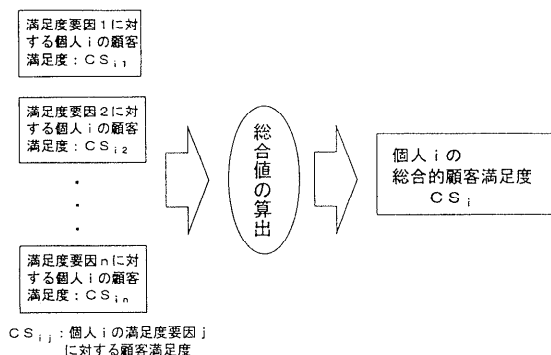 満足度要因1に対
する個人iの顧客
満足度：CSi1
満足度要因2に対
する個人iの顧客
満足度：CSi2
・
・
・
満足度要因nに対
する個人iの顧客
満足度：CSin
CSij：個人iの満足度要因j
に対する顧客満足度
総合値の算出
個人iの
総合的顧客満足度
CSi